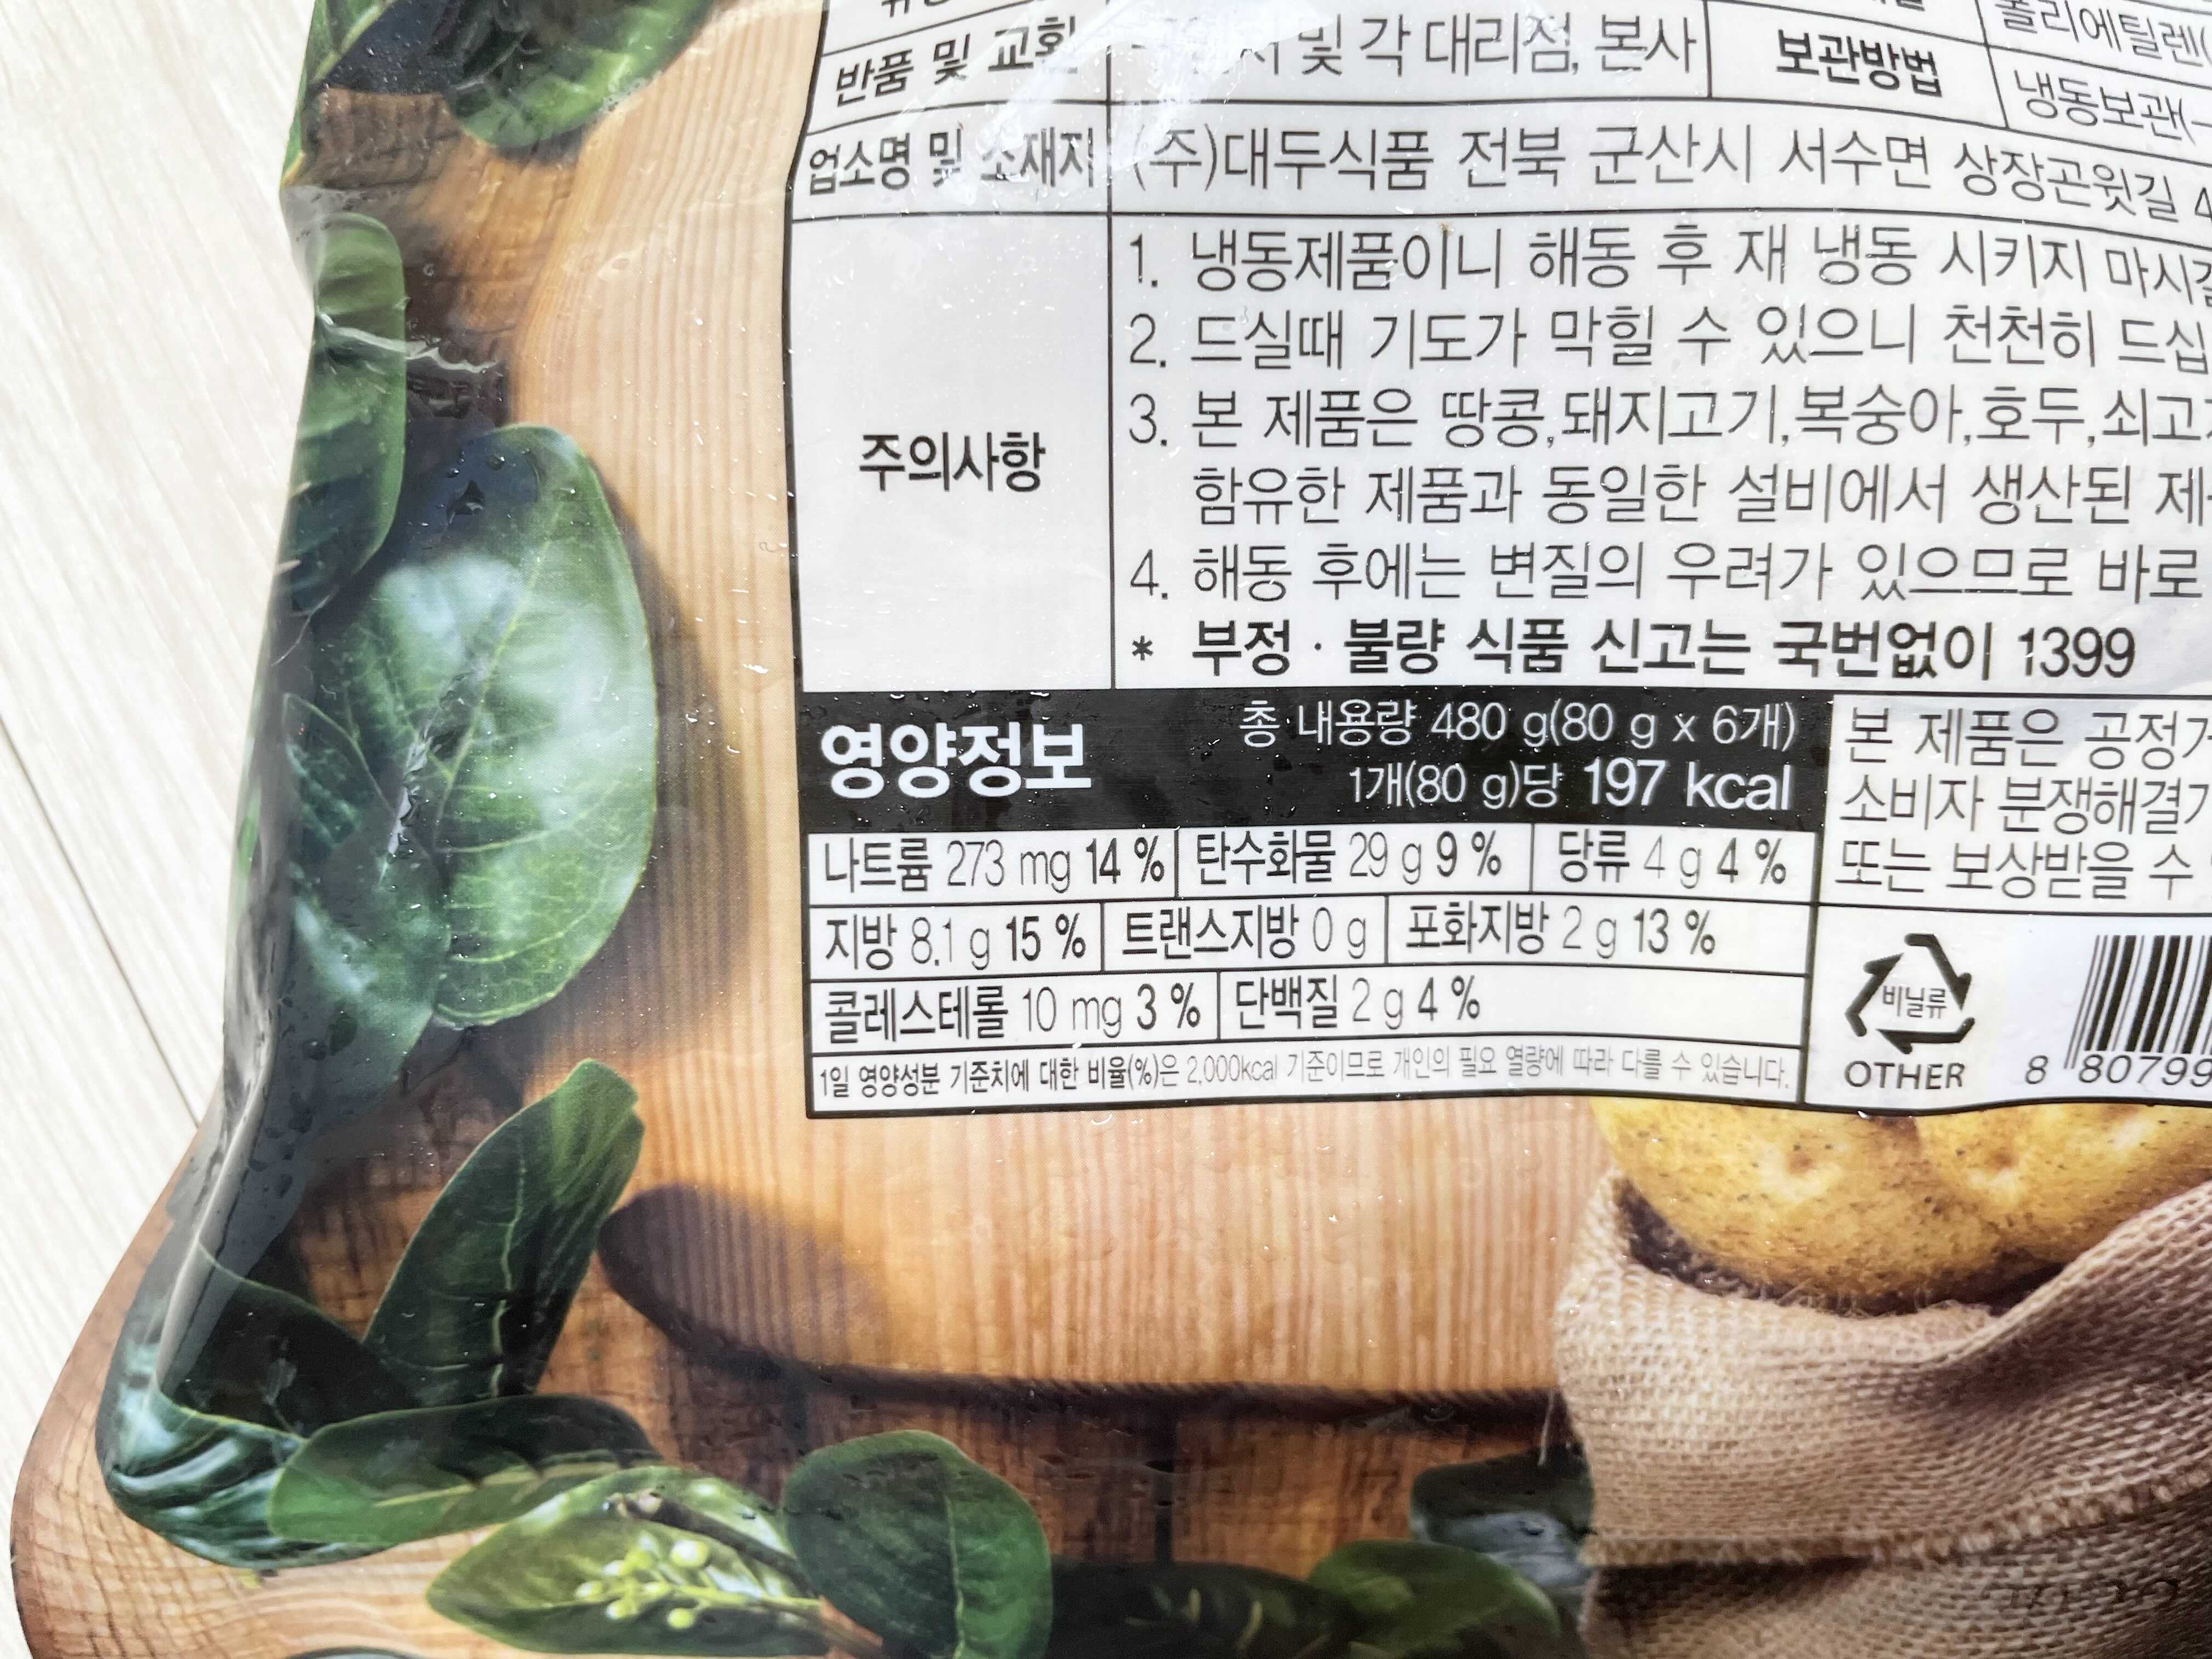 반품 및 교환 및 각 대리점, 본사 보관방법 냉동보관(-
폴리에틸렌(
업소명 및 소재지 (주)대두식품 전북 군산시 서수면 상장곤윗길 4
주의사항
1. 냉동제품이니 해동 후 재 냉동 시키지 마시
2. 드실때 기도가 막힐 수 있으니 천천히 드십
3. 본 제품은 땅콩,돼지고기,복숭아,호두,쇠고
함유한 제품과 동일한 설비에서 생산된 제
4. 해동 후에는 변질의 우려가 있으므로 바로
* 부정·불량 식품 신고는 국번없이 1399
영양정보
총 내용량 480 g(80 g x 6개)
1개(80 g)당 197 kcal
나트륨 273 mg 14 % 탄수화물 29 g 9 % 당류 4 g 4 %
지방 8.1 g 15 % 트랜스지방 0 g 포화지방 2 g 13 %
콜레스테롤 10 mg 3 % 단백질 2 g 4 %
1일 영양성분 기준치에 대한 비율(%)은 2,000kcal 기준이므로 개인의 필요 열량에 따라 다를 수 있습니다.
본 제품은 공정
소비자 분쟁해결
또는 보상받을 수
비닐류
OTHER
8 80799